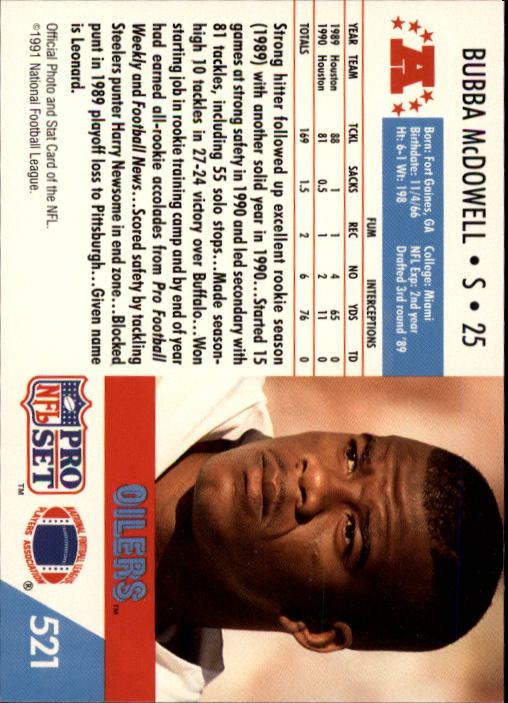 BUBBA McDOWELL • S • 25
A
Born: Fort Gaines, GA College: Miami
Birthdate: 11/4/66 NFL Exp: 2nd year
Ht: 6-1 Wt: 198 Drafted 3rd round '89
FUM INTERCEPTIONS
YEAR TEAM TCKL SACKS REC NO YDS TD
1989 Houston 88 1 1 4 65 0
1990 Houston 81 0.5 1 2 11 0
TOTALS 169 1.5 2 6 76 0
Strong hitter followed up excellent rookie season
(1989) with another solid year in 1990...Started 15
games at strong safety in 1990 and led secondary with
81 tackles, including 55 solo stops...Made season-
high 10 tackles in 27-24 victory over Buffalo...Won
starting job in rookie training camp and by end of year
had earned all-rookie accolades from Pro Football
Weekly and Football News...Scored safety by tackling
Steelers punter Harry Newsome in end zone...Blocked
punt in 1989 playoff loss to Pittsburgh...Given name
is Leonard.
Official Photo and Stat Card of the NFL.
©1991 National Football League.
OILERS™
PRO
NFL
SET
™
NATIONAL FOOTBALL LEAGUE
PLAYERS ASSOCIATION
®
521